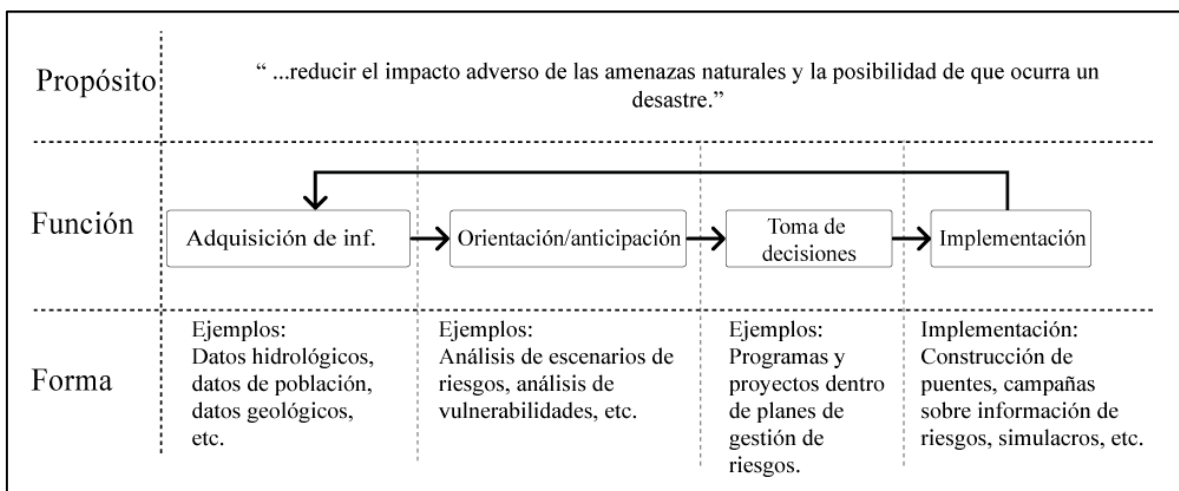 Propósito
“ ...reducir el impacto adverso de las amenazas naturales y la posibilidad de que ocurra un
desastre.”
Función
Adquisición de inf.
Orientación/anticipación
Toma de
decisiones
Implementación
Forma
Ejemplos:
Datos hidrológicos,
datos de población,
datos geológicos,
etc.
Ejemplos:
Análisis de escenarios de
riesgos, análisis de
vulnerabilidades, etc.
Ejemplos:
Programas y
proyectos dentro
de planes de
gestión de
riesgos.
Implementación:
Construcción de
puentes, campañas
sobre información de
riesgos, simulacros, etc.